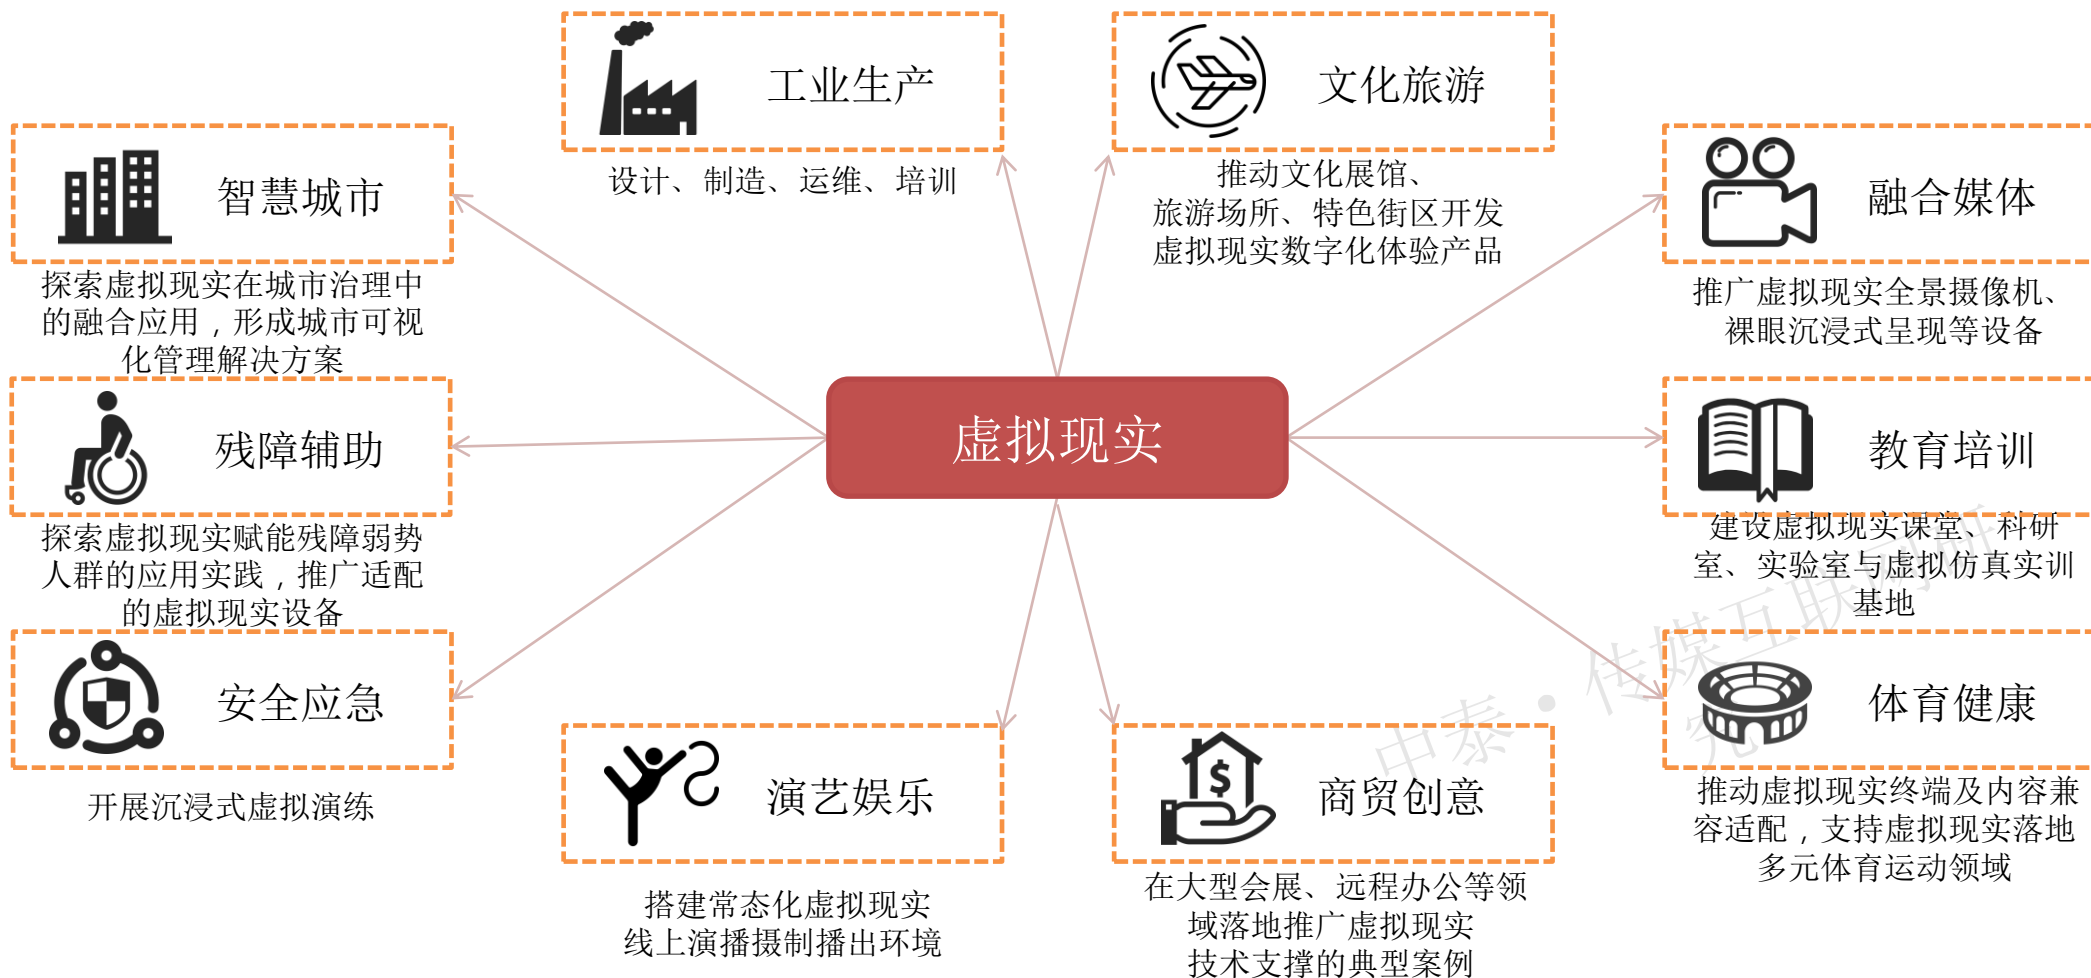 工业生产
设计、制造、运维、培训
文化旅游
推动文化展馆、
旅游场所、特色街区开发
虚拟现实数字化体验产品
智慧城市
探索虚拟现实在城市治理中
的融合应用，形成城市可视
化管理解决方案
融合媒体
推广虚拟现实全景摄像机、
裸眼沉浸式呈现等设备
虚拟现实
残障辅助
探索虚拟现实赋能残障弱势
人群的应用实践，推广适配
的虚拟现实设备
教育培训
建设虚拟现实课堂、科研
室、实验室与虚拟仿真实训
基地
安全应急
开展沉浸式虚拟演练
体育健康
推动虚拟现实终端及内容兼
容适配，支持虚拟现实落地
多元体育运动领域
演艺娱乐
搭建常态化虚拟现实
线上演播摄制播出环境
商贸创意
在大型会展、远程办公等领
域落地推广虚拟现实
技术支撑的典型案例
中泰·传媒互联网研
究